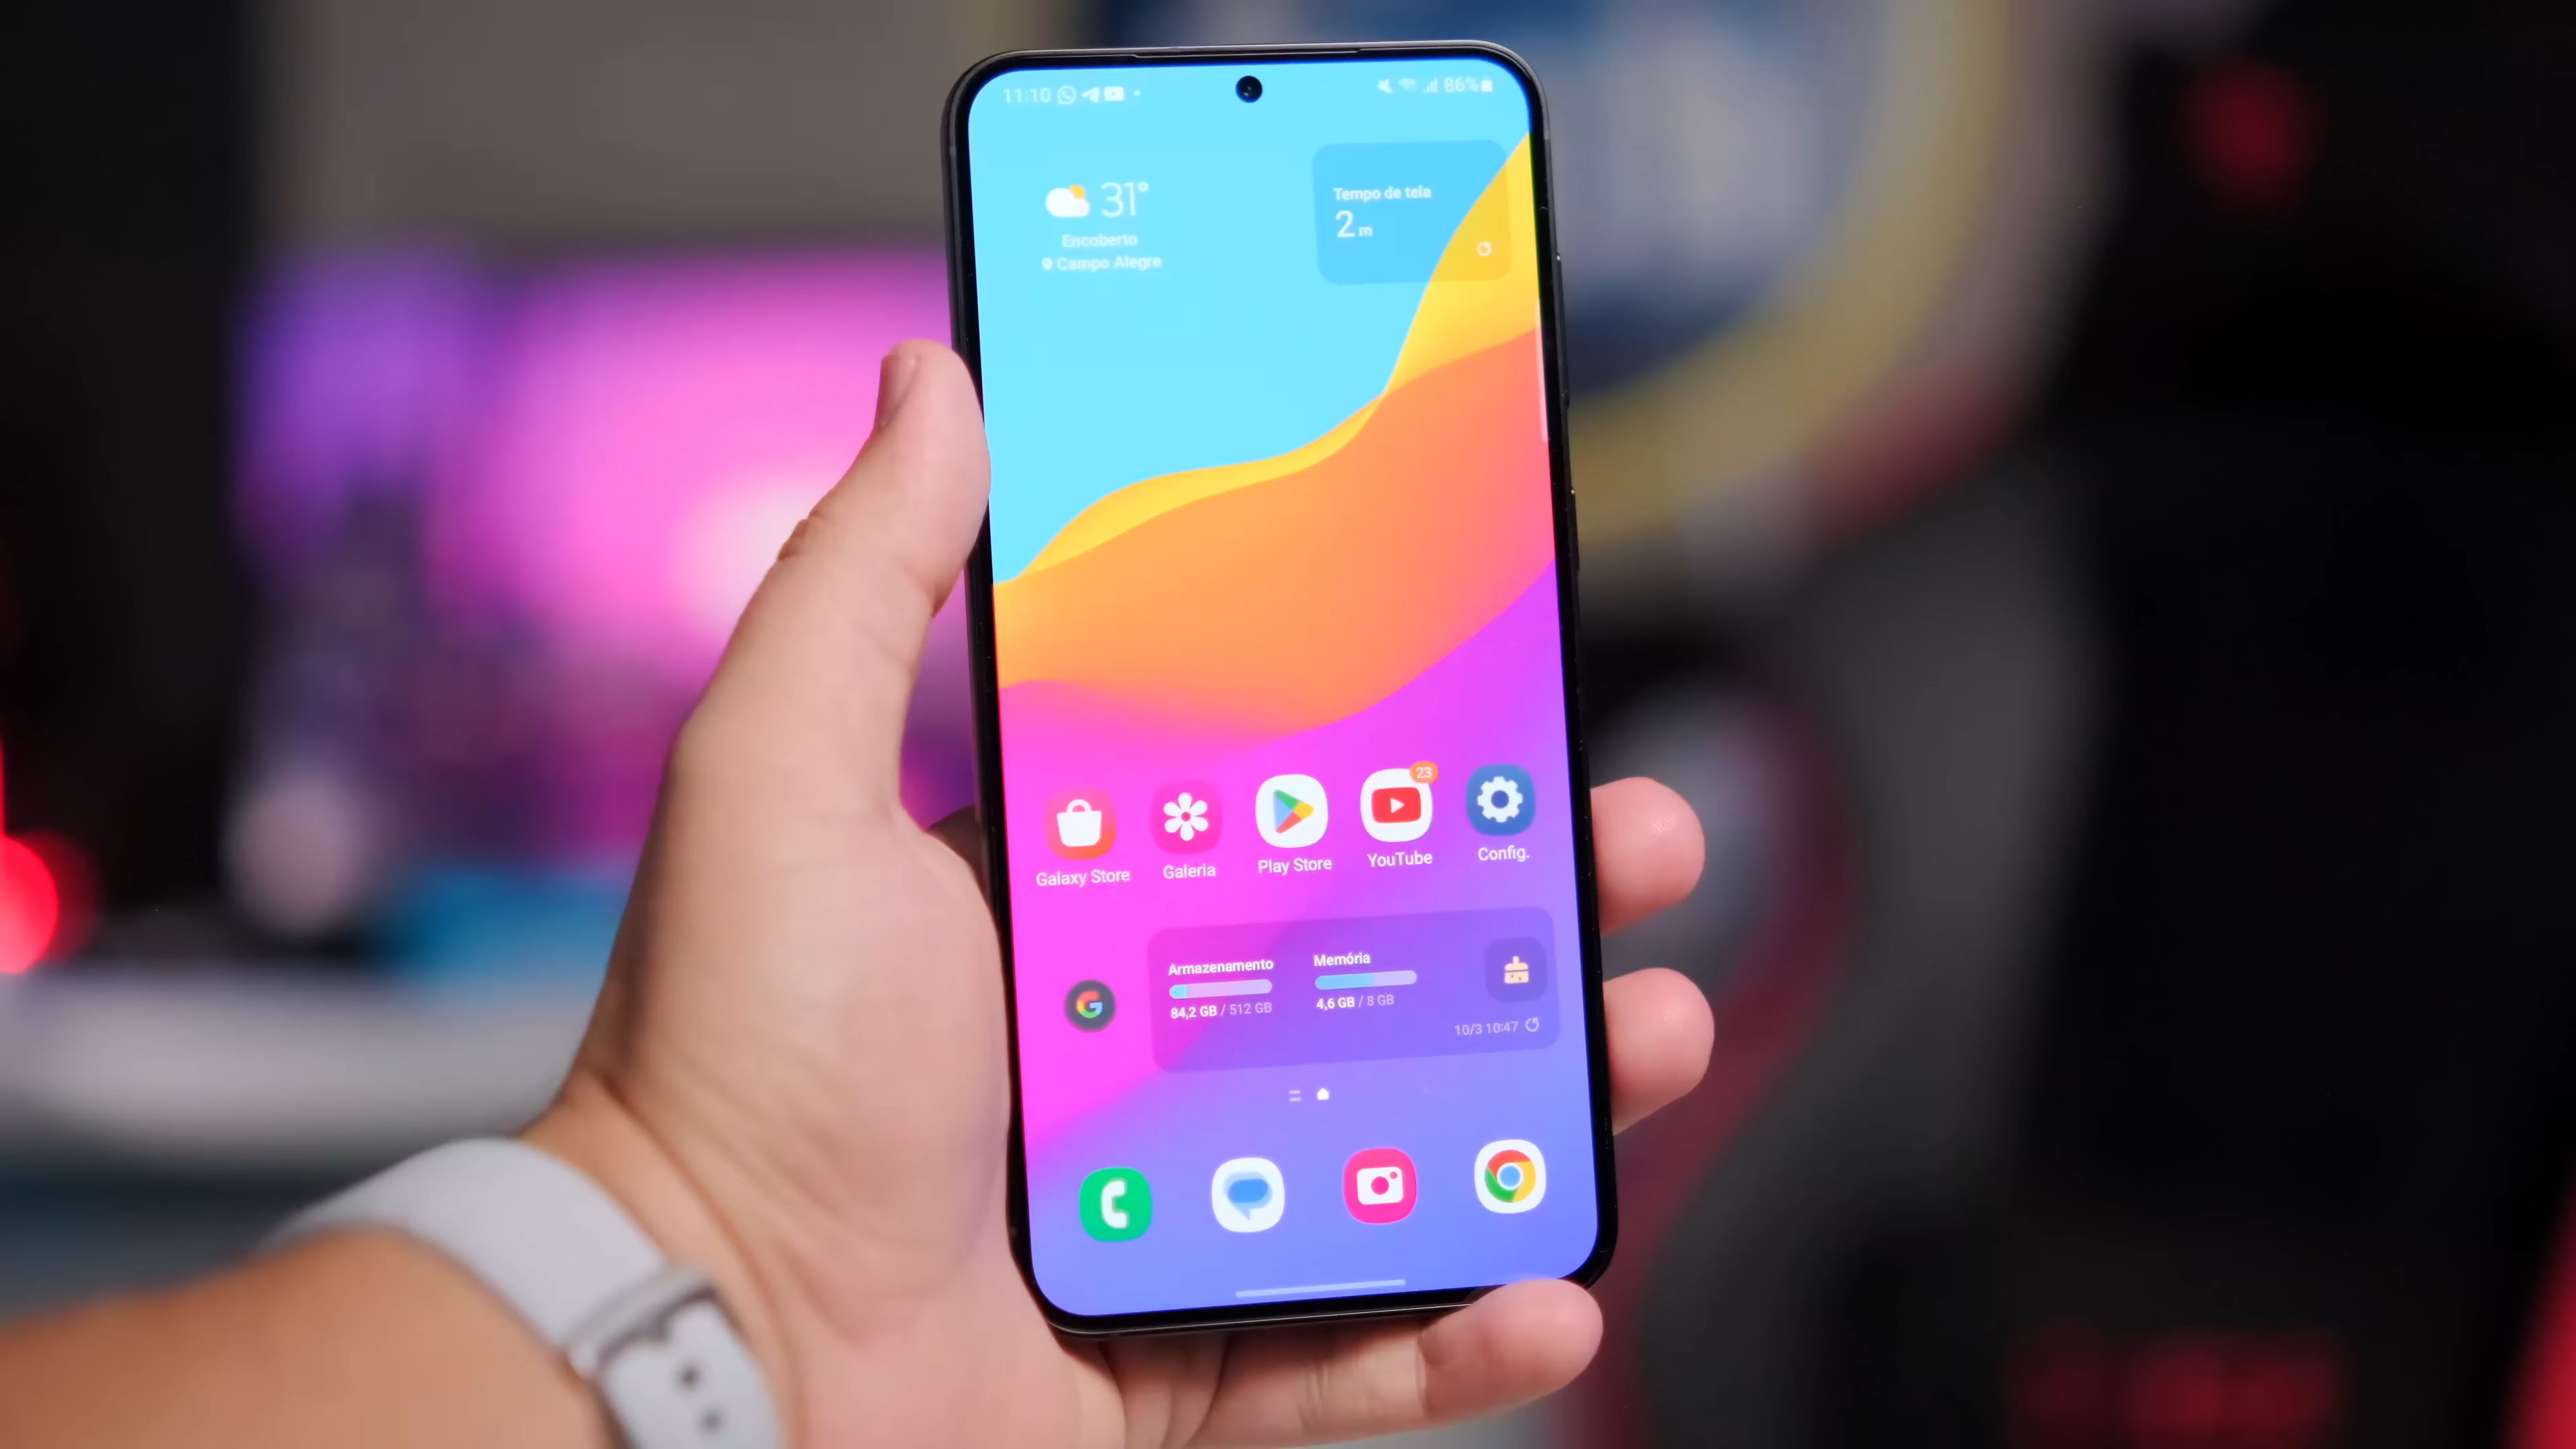 11:10
86%
31°
Encoberto
Campo Alegre
Tempo de tela
2 m
23
Galaxy Store
Galeria
Play Store
YouTube
Config.
G
Armazenamento
84,2 GB / 512 GB
Memória
4,6 GB / 8 GB
10/3 10:47